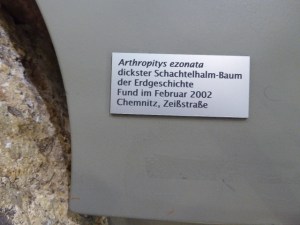 Arthropitys ezonata
dickster Schachtelhalm-Baum
der Erdgeschichte
Fund im Februar 2002
Chemnitz, Zeißstraße